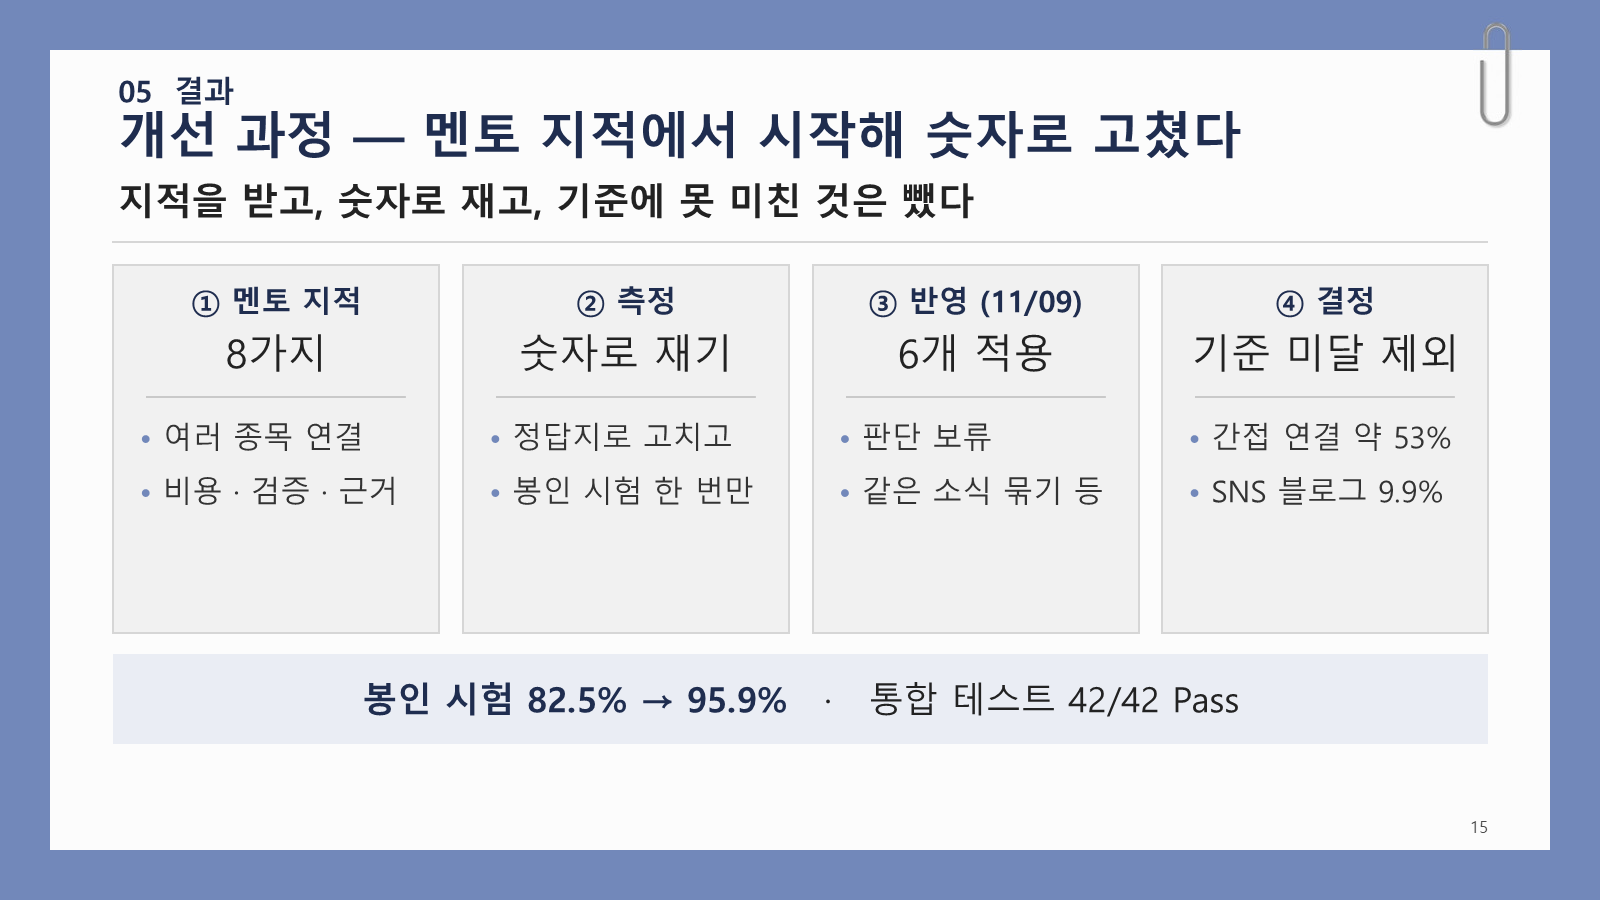 05 결과
개선 과정 — 멘토 지적에서 시작해 숫자로 고쳤다
지적을 받고, 숫자로 재고, 기준에 못 미친 것은 뺐다
① 멘토 지적
8가지
• 여러 종목 연결
• 비용 · 검증 · 근거
② 측정
숫자로 재기
• 정답지로 고치고
• 봉인 시험 한 번만
③ 반영 (11/09)
6개 적용
• 판단 보류
• 같은 소식 묶기 등
④ 결정
기준 미달 제외
• 간접 연결 약 53%
• SNS 블로그 9.9%
봉인 시험 82.5% → 95.9% · 통합 테스트 42/42 Pass
15